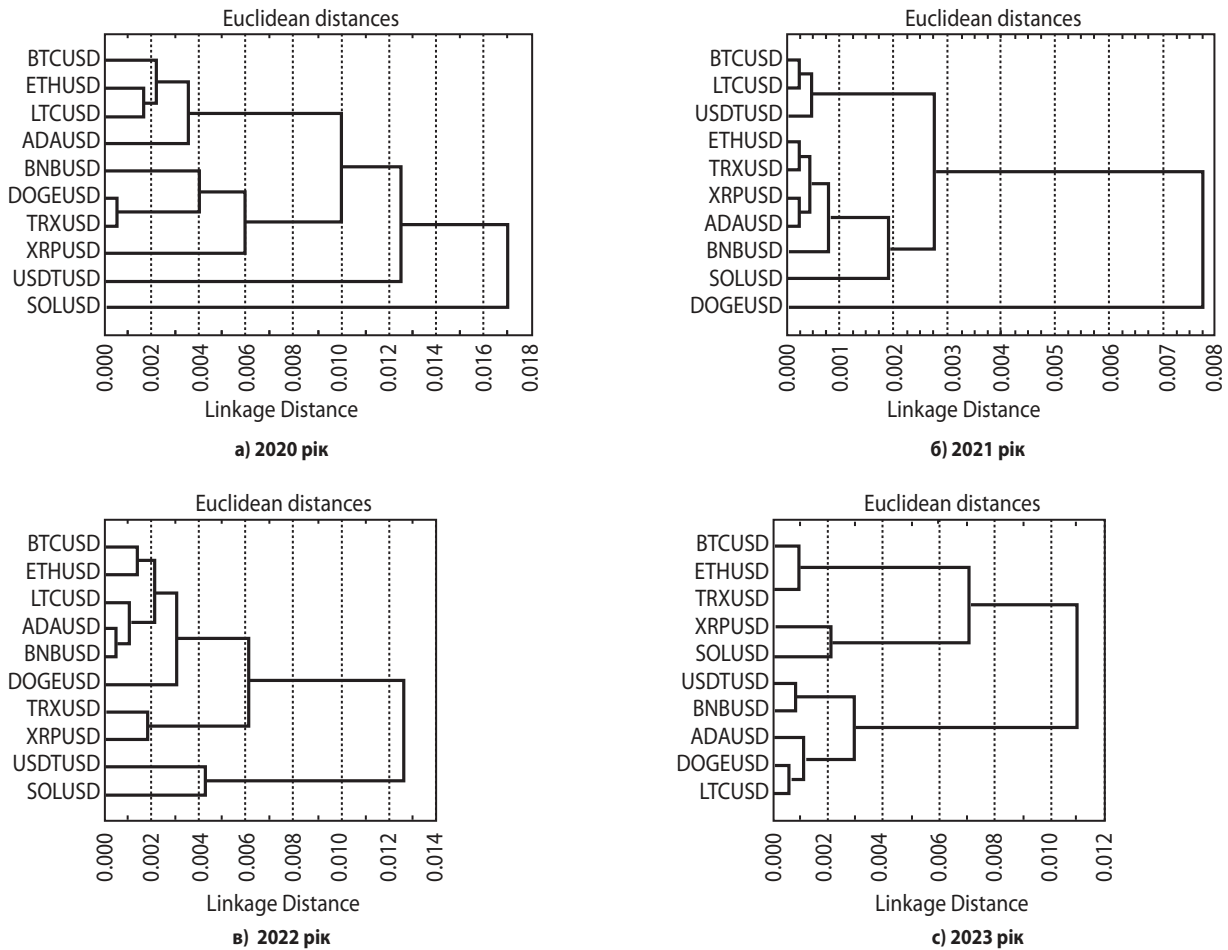 Euclidean distances
BTCUSD
ETHUSD
LTCUSD
ADAUSD
BNBUSD
DOGEUSD
TRXUSD
XRPUSD
USDTUSD
SOLUSD
0.000 0.002 0.004 0.006 0.008 0.010 0.012 0.014 0.016 0.018
Linkage Distance
а) 2020 рік
Euclidean distances
BTCUSD
LTCUSD
USDTUSD
ETHUSD
TRXUSD
XRPUSD
ADAUSD
BNBUSD
SOLUSD
DOGEUSD
0.000 0.001 0.002 0.003 0.004 0.005 0.006 0.007 0.008
Linkage Distance
б) 2021 рік
Euclidean distances
BTCUSD
ETHUSD
LTCUSD
ADAUSD
BNBUSD
DOGEUSD
TRXUSD
XRPUSD
USDTUSD
SOLUSD
0.000 0.002 0.004 0.006 0.008 0.010 0.012 0.014
Linkage Distance
в) 2022 рік
Euclidean distances
BTCUSD
ETHUSD
TRXUSD
XRPUSD
SOLUSD
USDTUSD
BNBUSD
ADAUSD
DOGEUSD
LTCUSD
0.000 0.002 0.004 0.006 0.008 0.010 0.012
Linkage Distance
с) 2023 рік